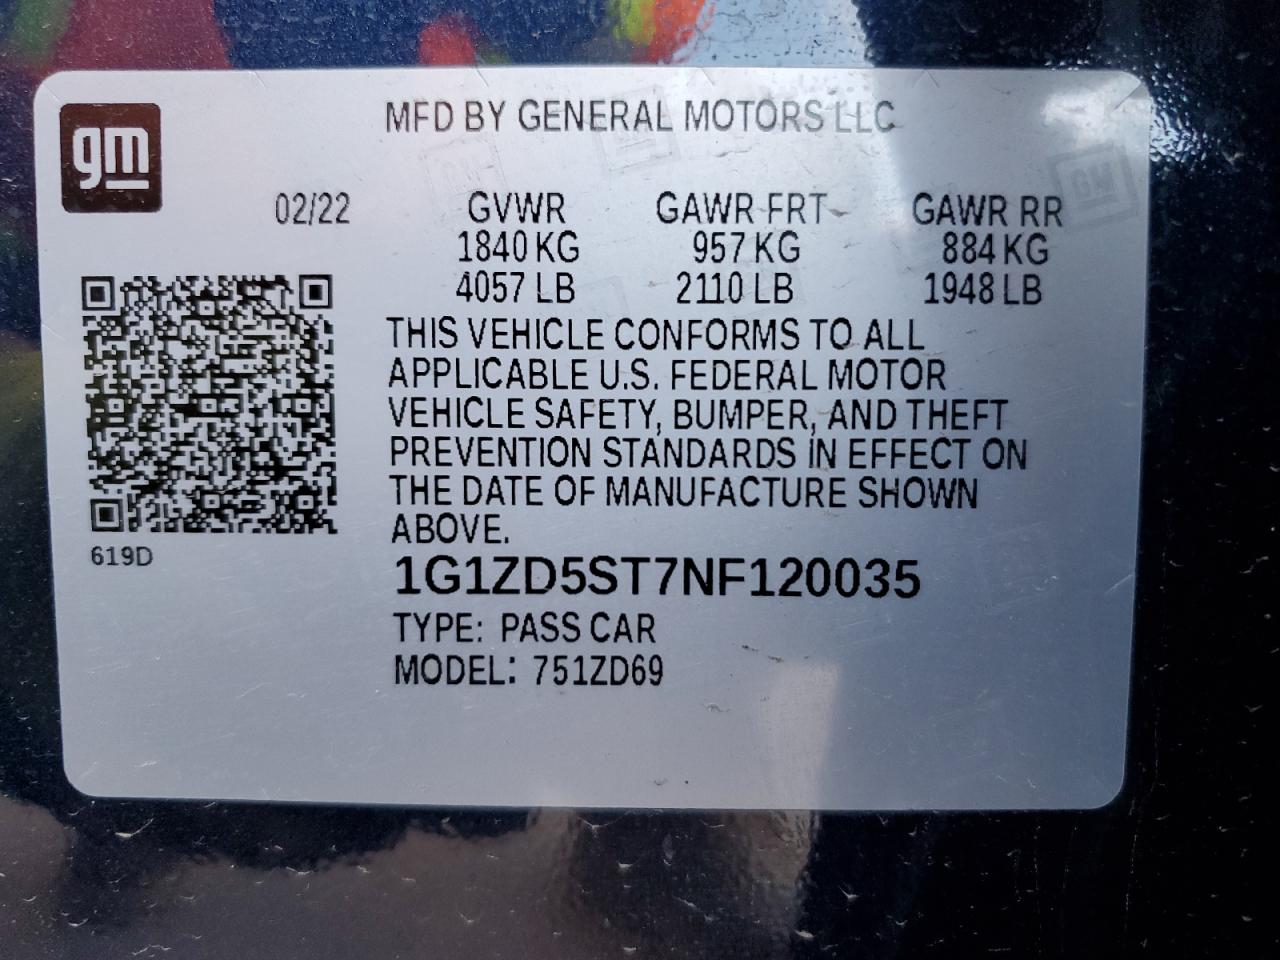 MFD BY GENERAL MOTORS LLC
gm
02/22 GVWR GAWR FRT GAWR RR
1840 KG 957 KG 884 KG
4057 LB 2110 LB 1948 LB
THIS VEHICLE CONFORMS TO ALL
APPLICABLE U.S. FEDERAL MOTOR
VEHICLE SAFETY, BUMPER, AND THEFT
PREVENTION STANDARDS IN EFFECT ON
THE DATE OF MANUFACTURE SHOWN
ABOVE.
619D
1G1ZD5ST7NF120035
TYPE: PASS CAR
MODEL: 751ZD69
GM